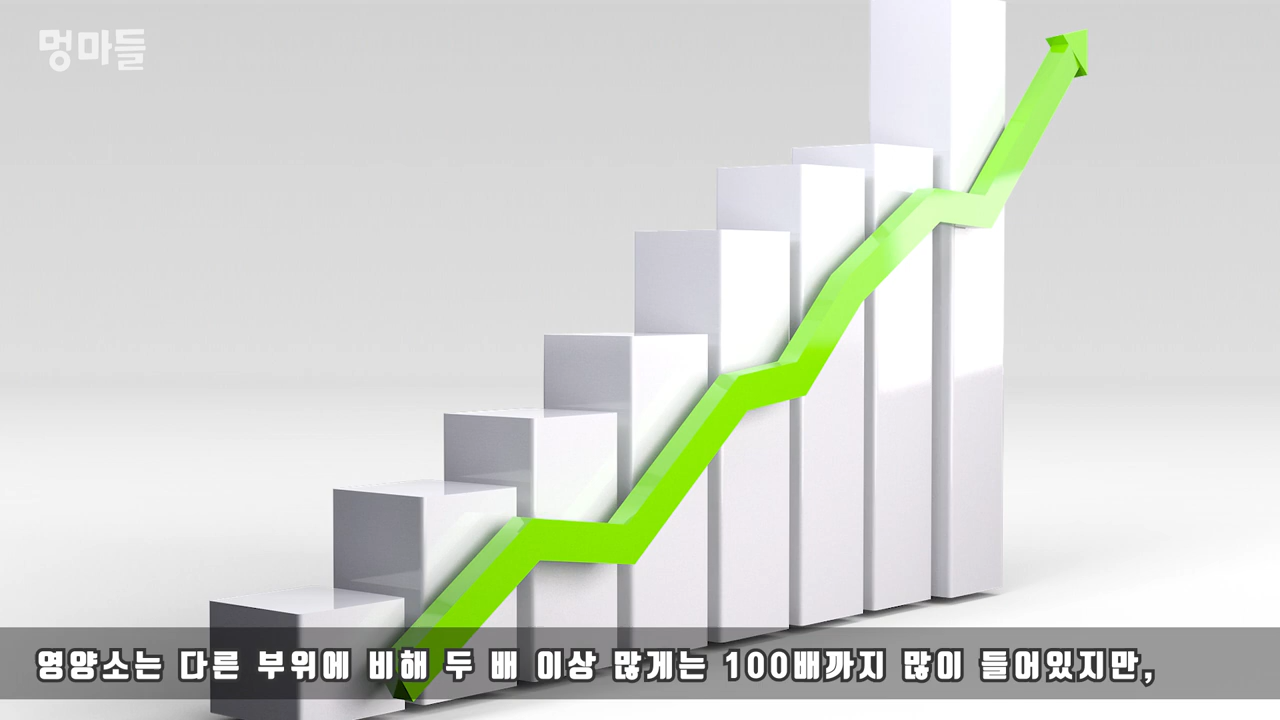 멍마들
영양소는 다른 부위에 비해 두 배 이상 많게는 100배까지 많이 들어있지만,